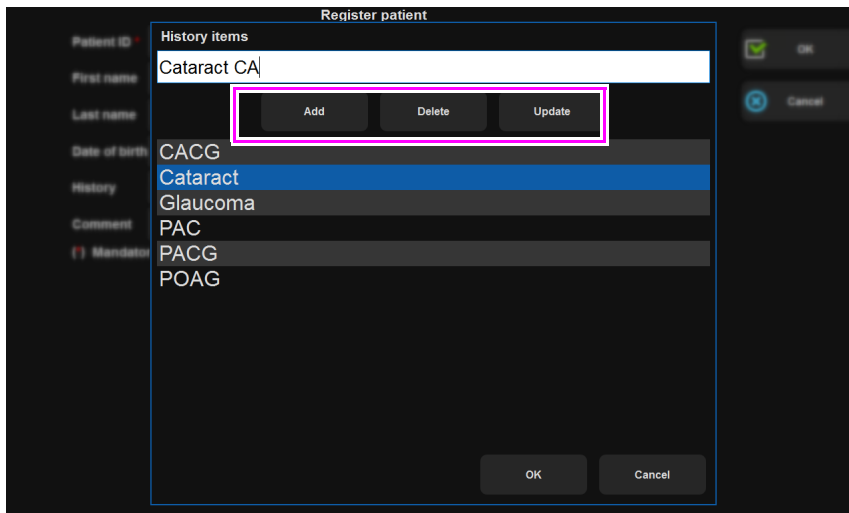 Register patient
History items
Patient ID *
OK
Cataract CA
First name
Cancel
Add Delete Update
Last name
Date of birth
CACG
Cataract
History
Glaucoma
Comment
PAC
(*) Mandator
PACG
POAG
OK Cancel